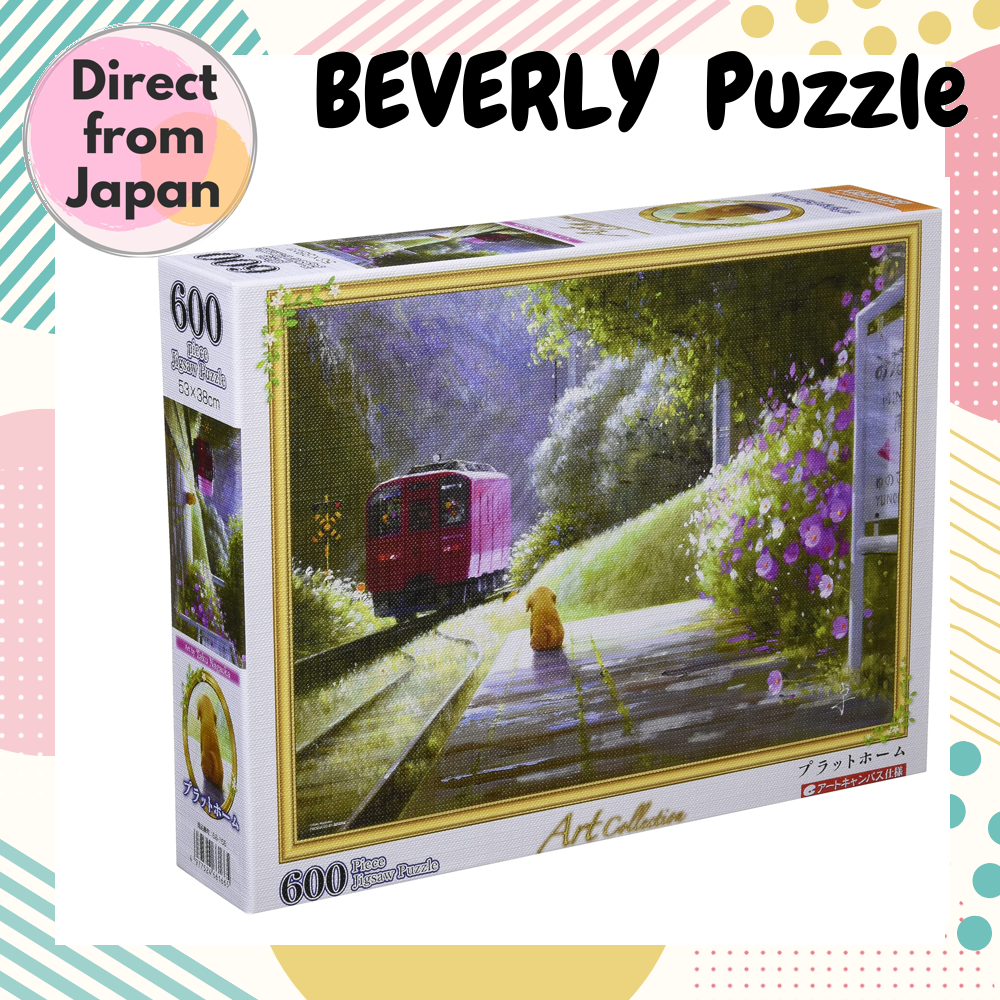 Direct
from
Japan
BEVERLY Puzzle
600
600
piece
Jigsaw Puzzle
53×38cm
プラットホーム
プラットホーム
アートキャンバス仕様
Art Collection
600 Piece
Jigsaw Puzzle